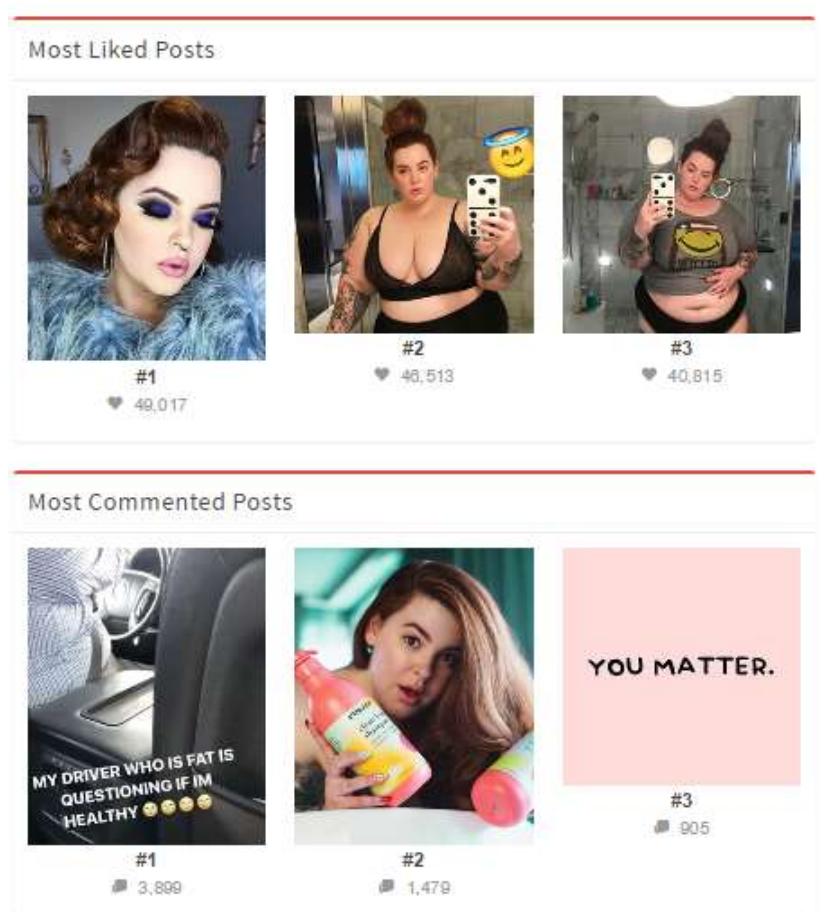 Most Liked Posts
#1
49,017
#2
46,513
#3
40,815
Most Commented Posts
MY DRIVER WHO IS FAT IS
QUESTIONING IF IM
HEALTHY
#1
3,899
#2
1,479
YOU MATTER.
#3
905